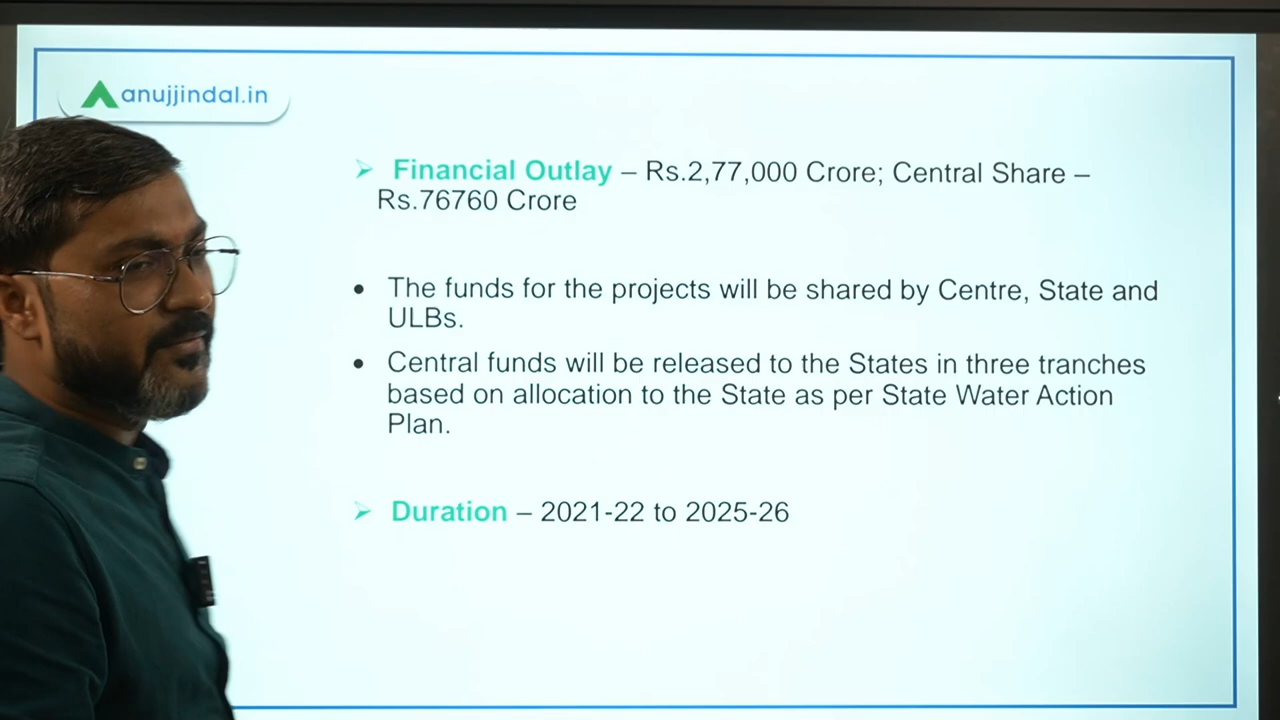 anujjindal.in
➢ Financial Outlay – Rs.2,77,000 Crore; Central Share –
Rs.76760 Crore
• The funds for the projects will be shared by Centre, State and
ULBs.
• Central funds will be released to the States in three tranches
based on allocation to the State as per State Water Action
Plan.
➢ Duration – 2021-22 to 2025-26